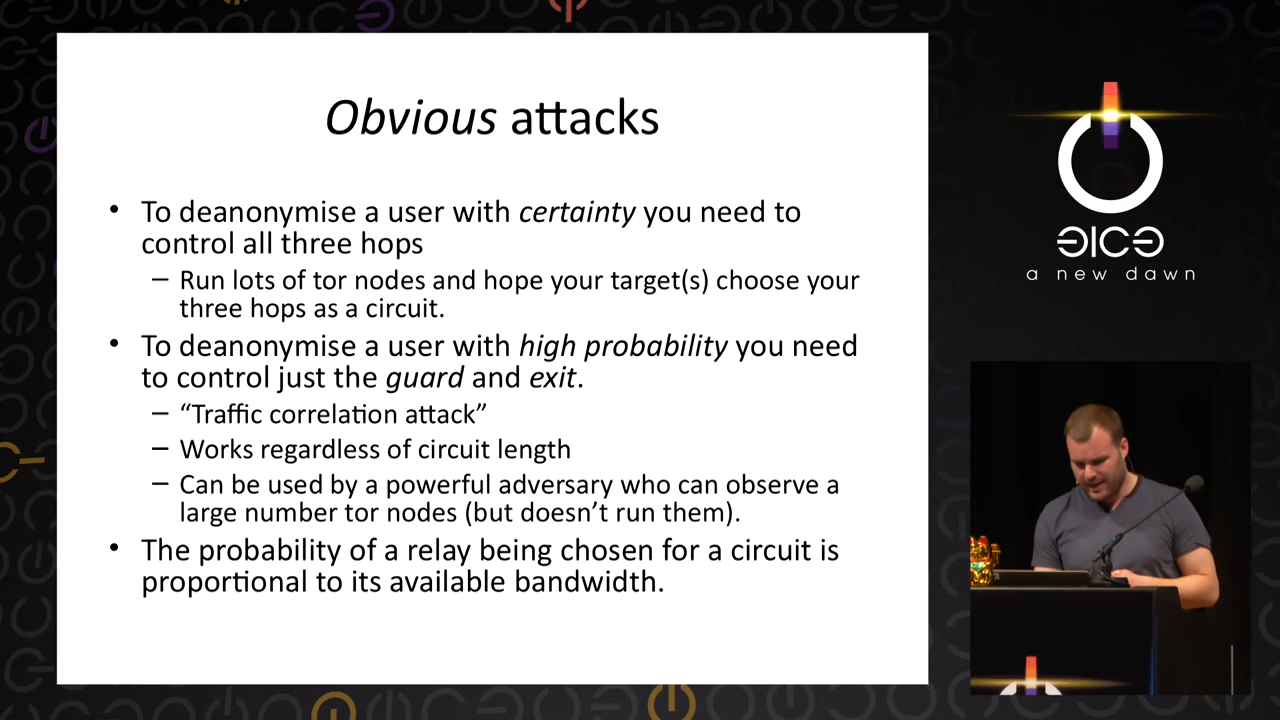 Obvious attacks
• To deanonymise a user with certainty you need to
control all three hops
– Run lots of tor nodes and hope your target(s) choose your
three hops as a circuit.
• To deanonymise a user with high probability you need
to control just the guard and exit.
– “Traffic correlation attack”
– Works regardless of circuit length
– Can be used by a powerful adversary who can observe a
large number tor nodes (but doesn’t run them).
• The probability of a relay being chosen for a circuit is
proportional to its available bandwidth.
a new dawn